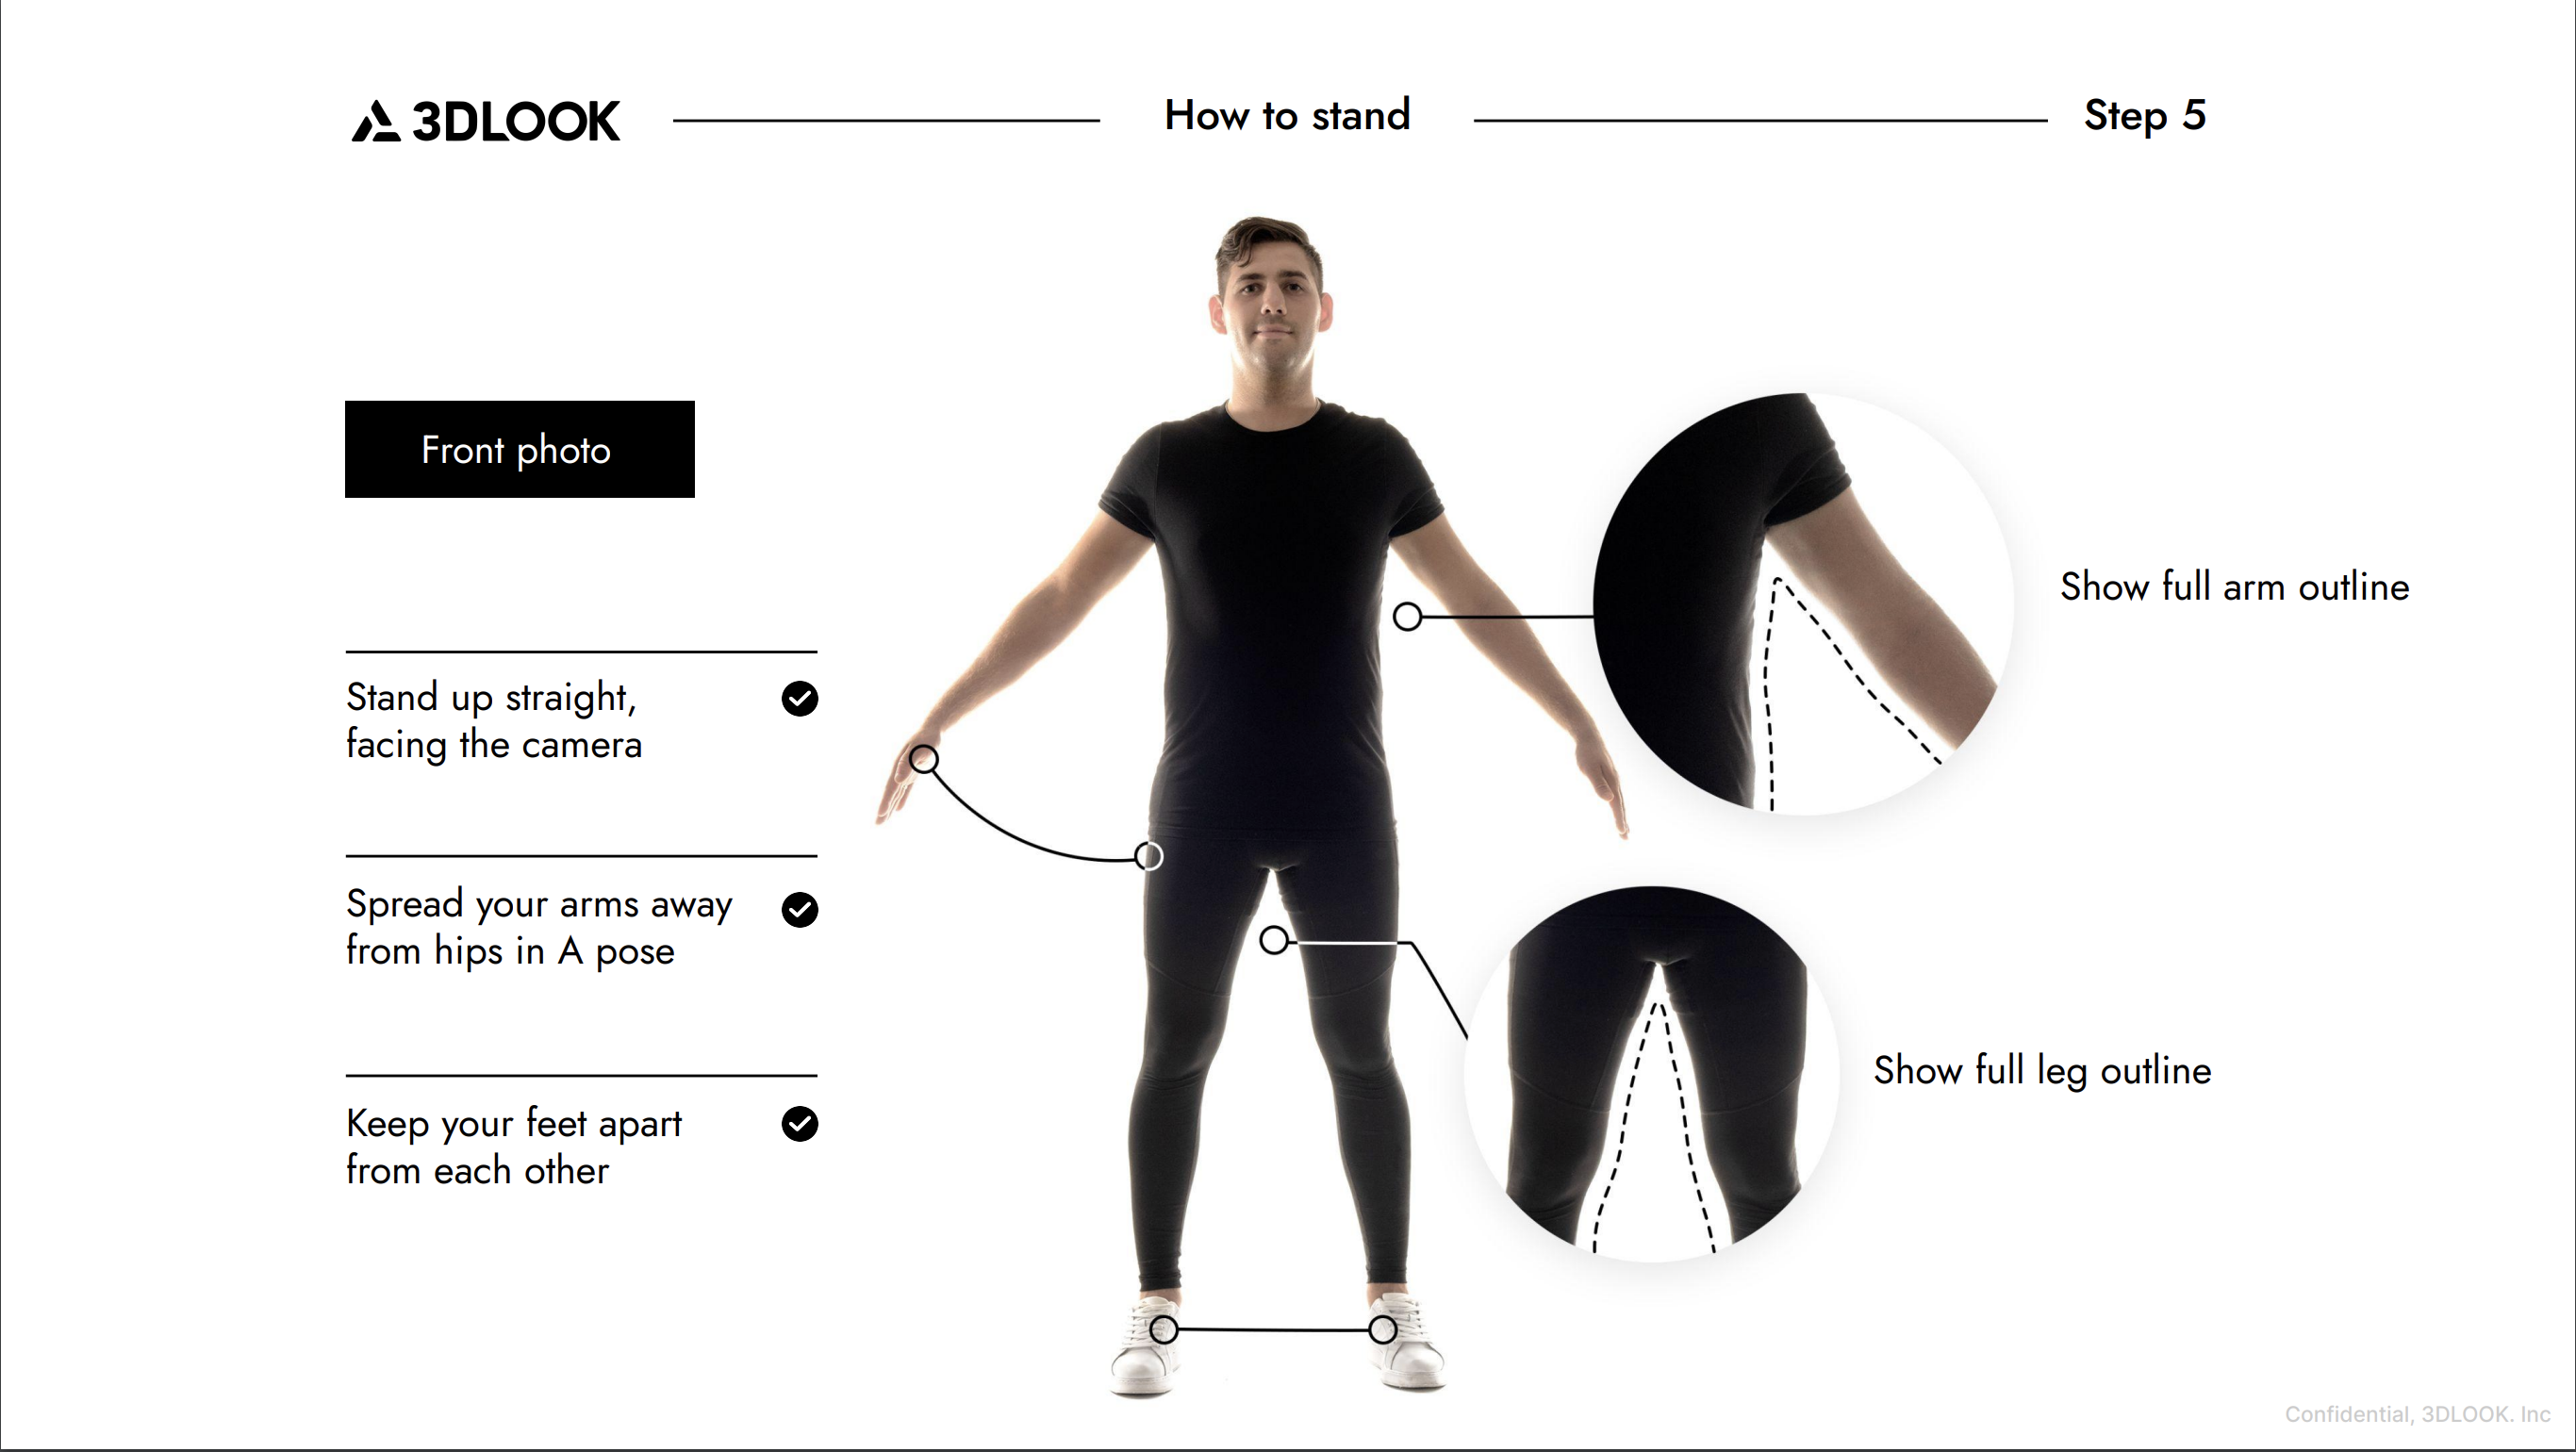 3DLOOK
How to stand
Step 5
Front photo
Stand up straight,
facing the camera
Spread your arms away
from hips in A pose
Keep your feet apart
from each other
Show full arm outline
Show full leg outline
Confidential, 3DLOOK. Inc